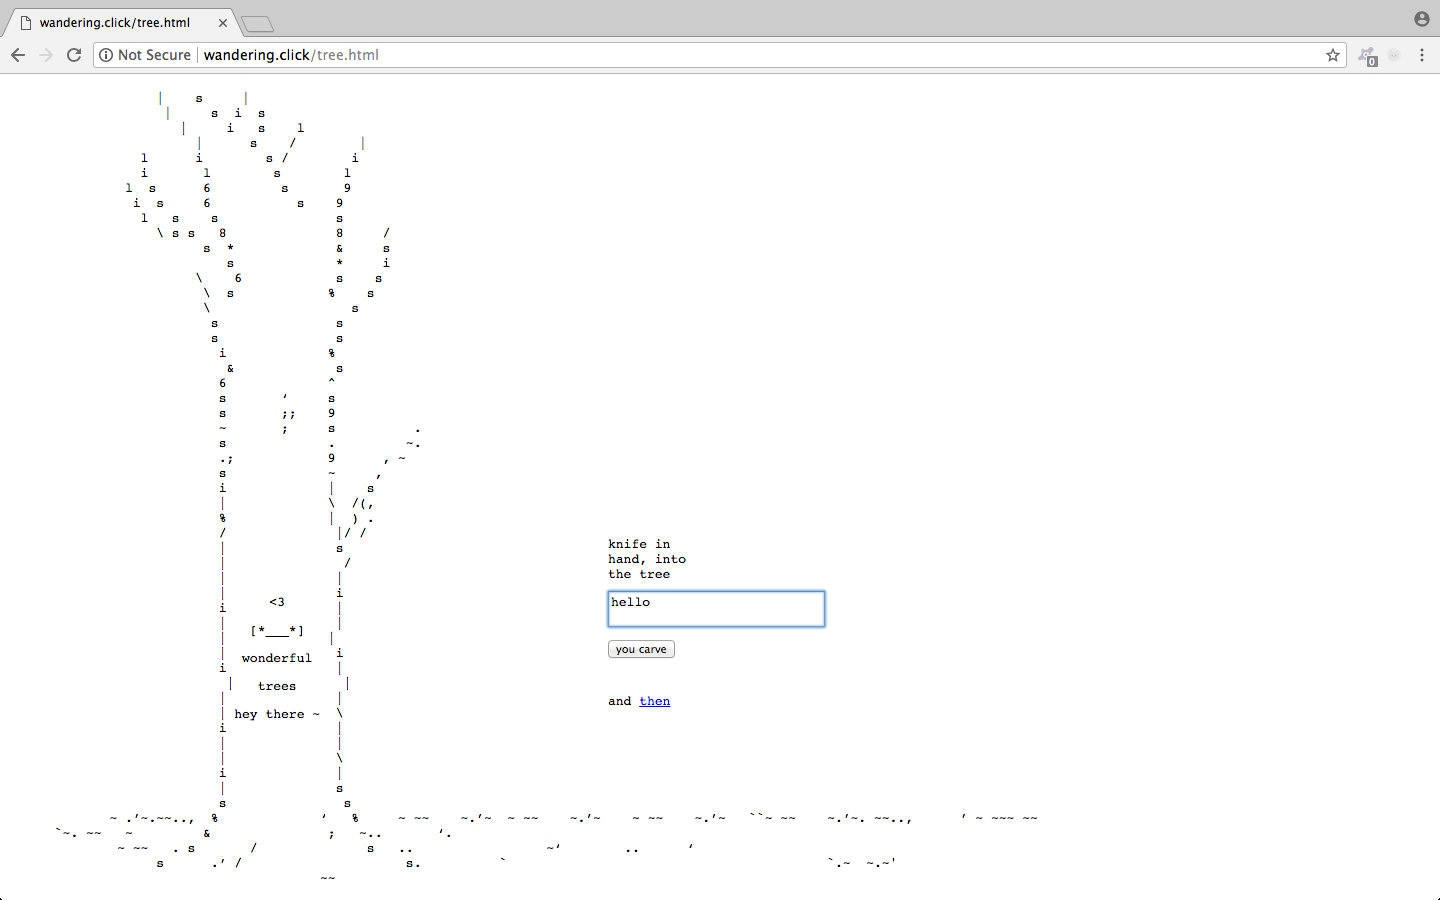 wandering.click/tree.html
Not Secure | wandering.click/tree.html
0
| s |
| s i s
| i s l
| s / |
l i s / i
i l s l
l s 6 s 9
i s 6 s 9
l s s s
\ s s 8 8 /
s * & s
s * i
\ 6 s s
\ s % s
\ s
s s
s s
i %
& s
6 ^
s ‘ s
s ;; 9
~ ; s .
s . ~.
.; 9 , ~
s ~ ,
i | s
| \ /(,
% | ) .
/ |/ /
| s
| /
| |
| i
i |
| |
| |
| i
i |
| |
| |
| \
i |
| |
| \
i |
| s
s s
<3
[*___*]
wonderful
trees
hey there ~
knife in
hand, into
the tree
hello
you carve
and then
~ .’~.~~.., % ‘ % ~ ~~ ~.’~ ~ ~~ ~.’~ ~ ~~ ~.’~ ``~ ~~ ~.’~. ~~.., ’ ~ ~~~ ~~
`~. ~~ ~ & ; ~.. ‘.
~ ~~ . s / s .. ~‘ .. ‘
s .’ / s. ` `.~ ~.~'
~~